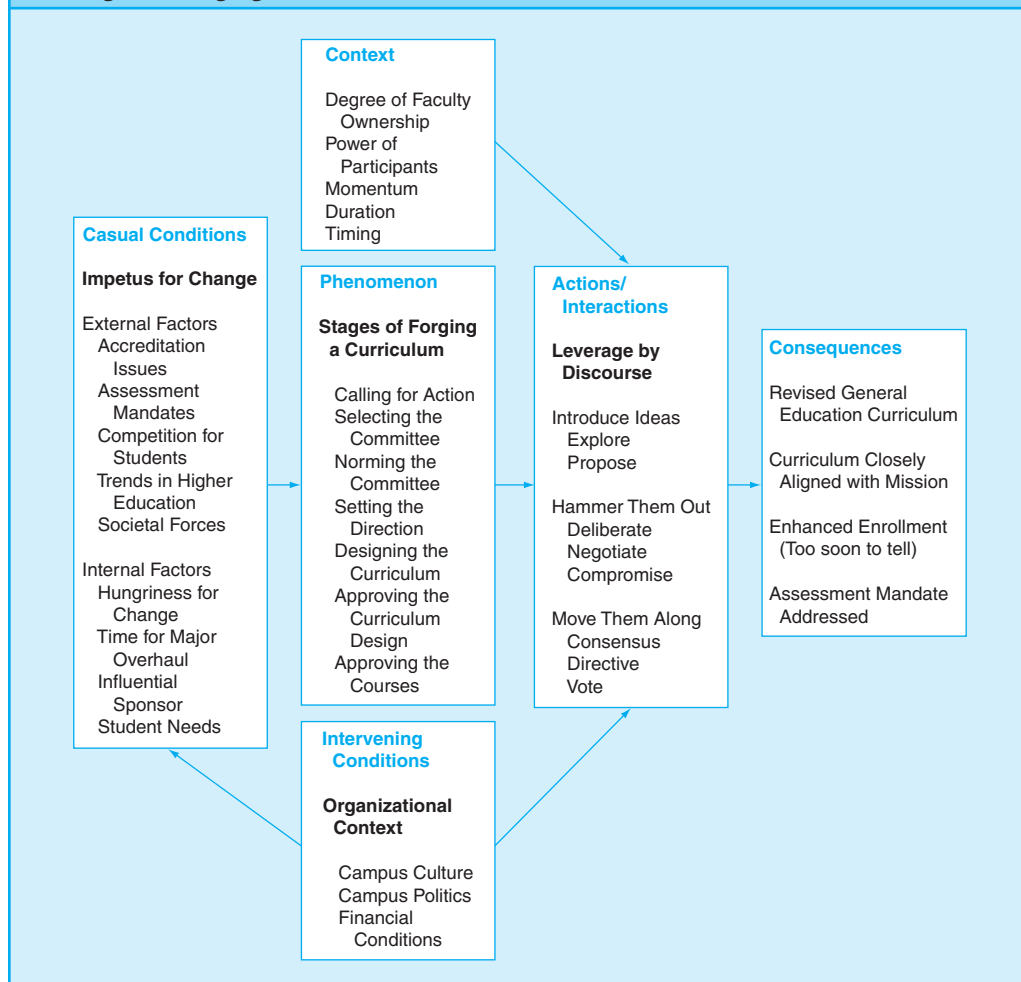 Context
Degree of Faculty
Ownership
Power of
Participants
Momentum
Duration
Timing
Casual Conditions
Impetus for Change
External Factors
Accreditation
Issues
Assessment
Mandates
Competition for
Students
Trends in Higher
Education
Societal Forces
Internal Factors
Hungriness for
Change
Time for Major
Overhaul
Influential
Sponsor
Student Needs
Phenomenon
Stages of Forging
a Curriculum
Calling for Action
Selecting the
Committee
Norming the
Committee
Setting the
Direction
Designing the
Curriculum
Approving the
Curriculum
Design
Approving the
Courses
Actions/
Interactions
Leverage by
Discourse
Introduce Ideas
Explore
Propose
Hammer Them Out
Deliberate
Negotiate
Compromise
Move Them Along
Consensus
Directive
Vote
Consequences
Revised General
Education Curriculum
Curriculum Closely
Aligned with Mission
Enhanced Enrollment
(Too soon to tell)
Assessment Mandate
Addressed
Intervening
Conditions
Organizational
Context
Campus Culture
Campus Politics
Financial
Conditions